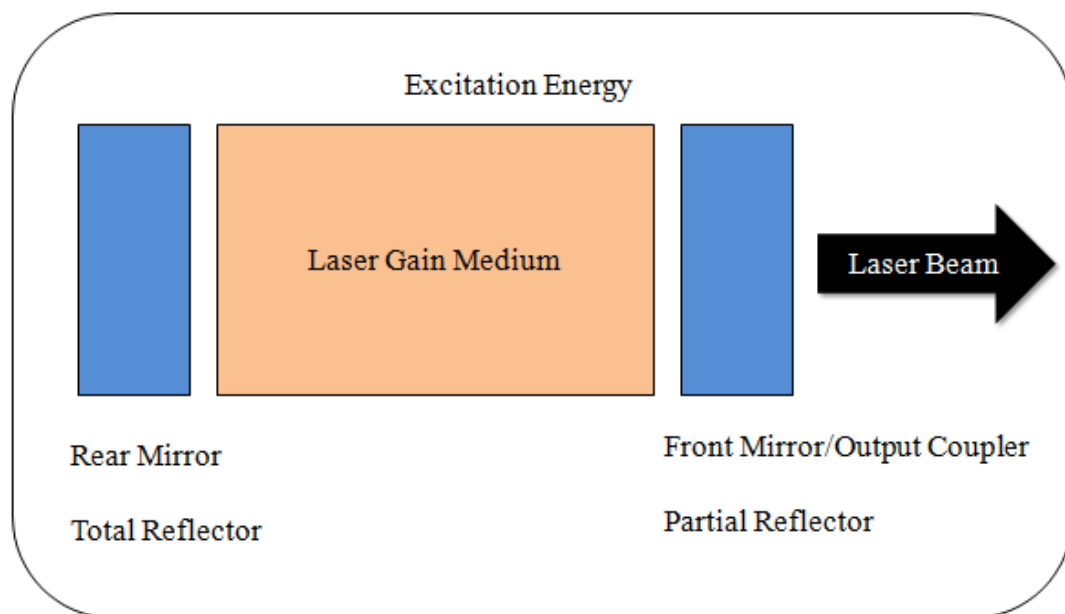 Excitation Energy
Laser Gain Medium
Laser Beam
Rear Mirror
Total Reflector
Front Mirror/Output Coupler
Partial Reflector